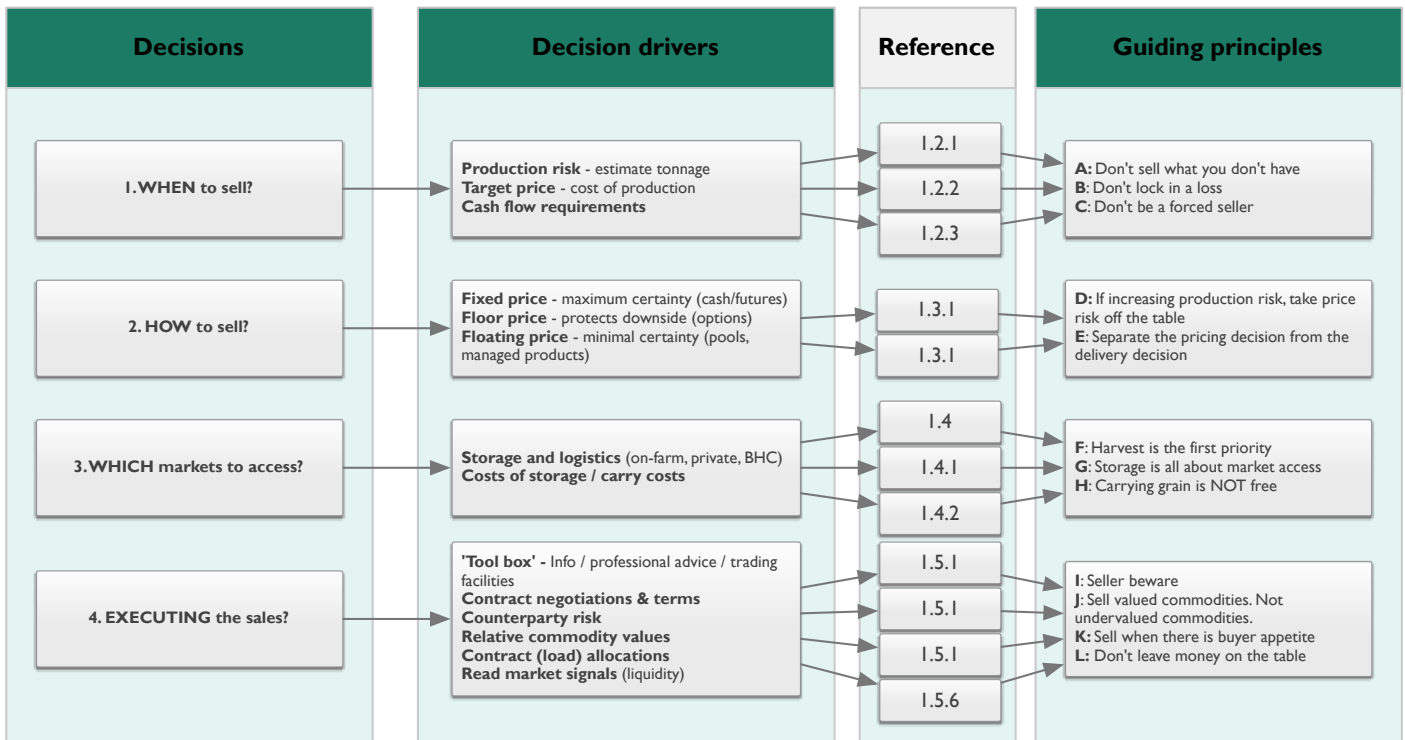 Decisions
Decision drivers
Reference
Guiding principles
1. WHEN to sell?
Production risk - estimate tonnage
Target price - cost of production
Cash flow requirements
1.2.1
1.2.2
1.2.3
A: Don't sell what you don't have
B: Don't lock in a loss
C: Don't be a forced seller
2. HOW to sell?
Fixed price - maximum certainty (cash/futures)
Floor price - protects downside (options)
Floating price - minimal certainty (pools,
managed products)
1.3.1
1.3.1
D: If increasing production risk, take price
risk off the table
E: Separate the pricing decision from the
delivery decision
3. WHICH markets to access?
Storage and logistics (on-farm, private, BHC)
Costs of storage / carry costs
1.4
1.4.1
1.4.2
F: Harvest is the first priority
G: Storage is all about market access
H: Carrying grain is NOT free
4. EXECUTING the sales?
'Tool box' - Info / professional advice / trading
facilities
Contract negotiations & terms
Counterparty risk
Relative commodity values
Contract (load) allocations
Read market signals (liquidity)
1.5.1
1.5.1
1.5.1
1.5.6
I: Seller beware
J: Sell valued commodities. Not
undervalued commodities.
K: Sell when there is buyer appetite
L: Don't leave money on the table